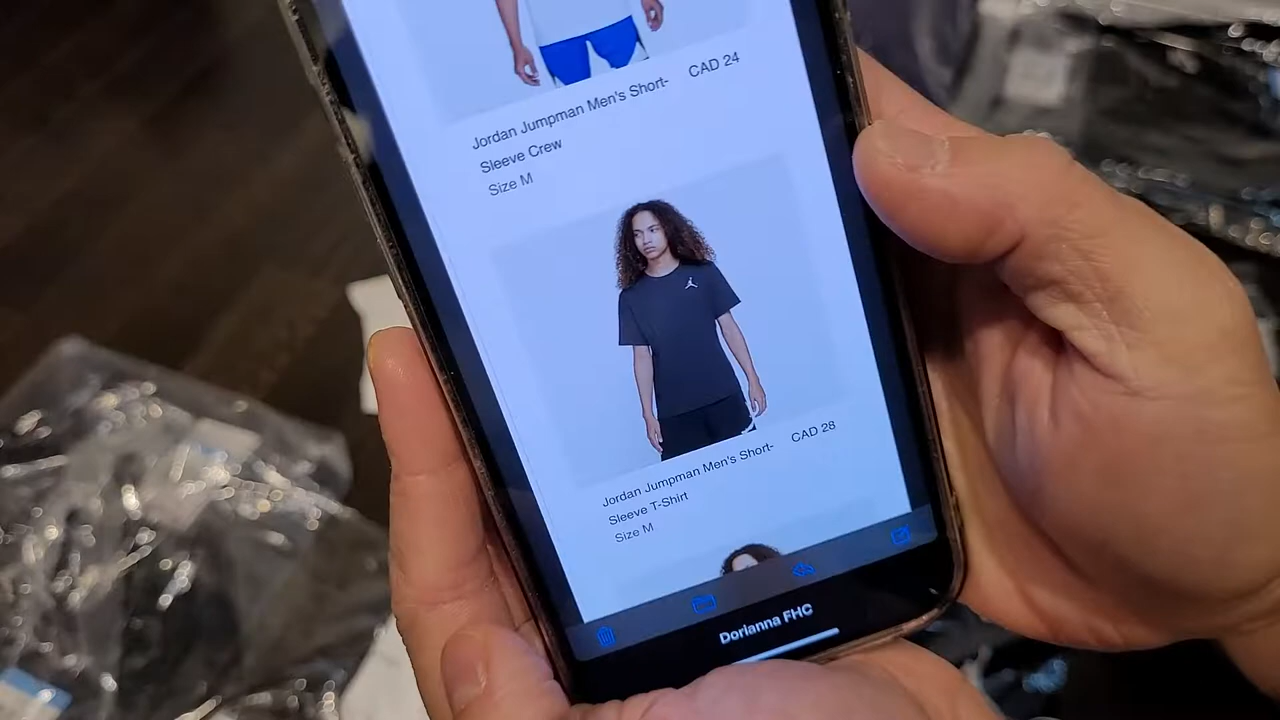 Jordan Jumpman Men's Short- CAD 24
Sleeve Crew
Size M
Jordan Jumpman Men's Short- CAD 28
Sleeve T-Shirt
Size M
Dorianna FHC